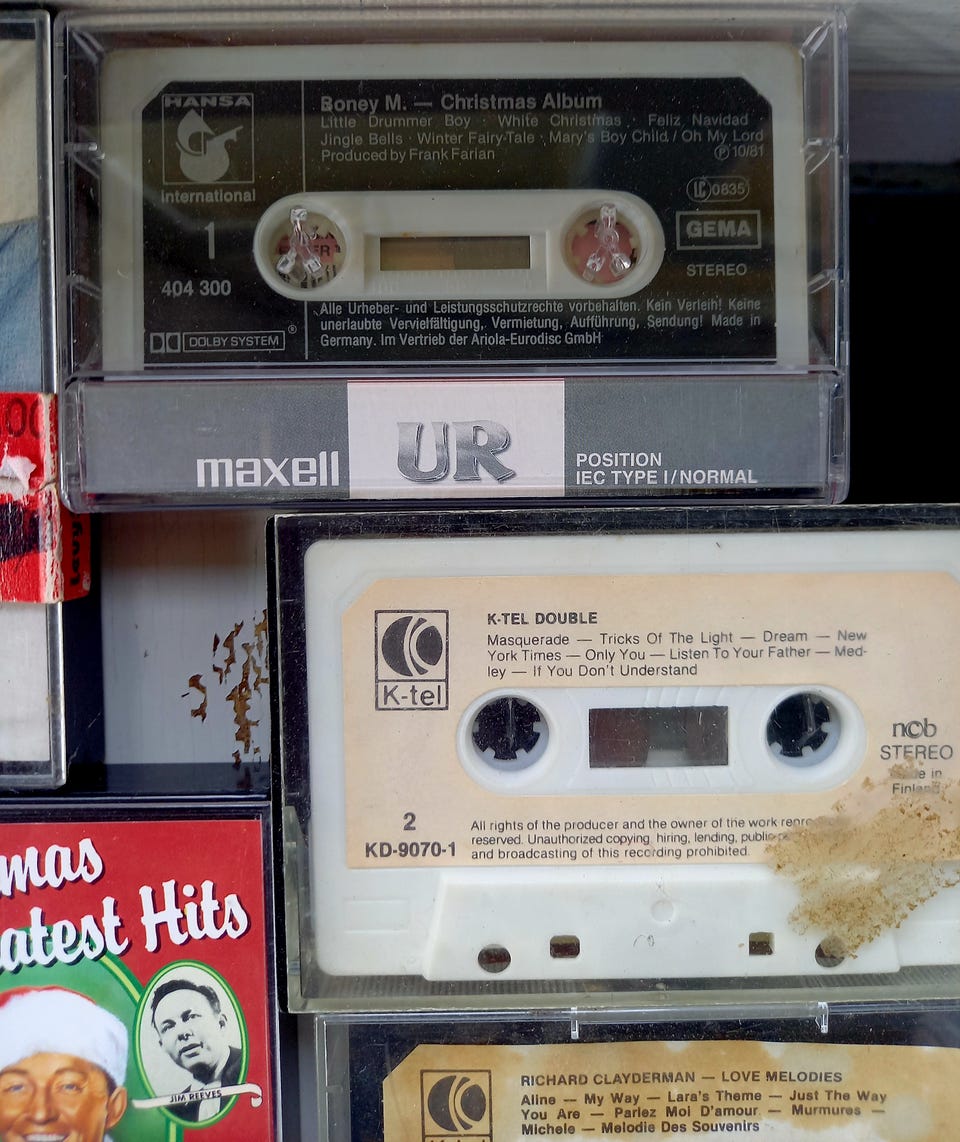 HANSA
International
1
404 300
DOLBY SYSTEM®
Boney M. — Christmas Album
Little Drummer Boy · White Christmas · Feliz Navidad
Jingle Bells · Winter Fairy-Tale · Mary's Boy Child / Oh My Lord
Produced by Frank Farian
Ⓟ 10/81
LC 0835
GEMA
STEREO
Alle Urheber- und Leistungsschutzrechte vorbehalten. Kein Verleih! Keine
unerlaubte Vervielfältigung, Vermietung, Aufführung, Sendung! Made in
Germany. Im Vertrieb der Ariola-Eurodisc GmbH
maxell
UR
POSITION
IEC TYPE I/NORMAL
K-tel
K-TEL DOUBLE
Masquerade — Tricks Of The Light — Dream — New
York Times — Only You — Listen To Your Father — Med-
ley — If You Don't Understand
ncb
STEREO
Made in
Finland
2
KD-9070-1
All rights of the producer and the owner of the work
reserved. Unauthorized copying, hiring, lending,
and broadcasting of this recording prohibited.
mas
atest Hits
JIM REEVES
RICHARD CLAYDERMAN — LOVE MELODIES
Aline — My Way — Lara's Theme — Just The Way
You Are — Parlez Moi D'amour — Murmures —
Michele — Melodie Des Souvenirs